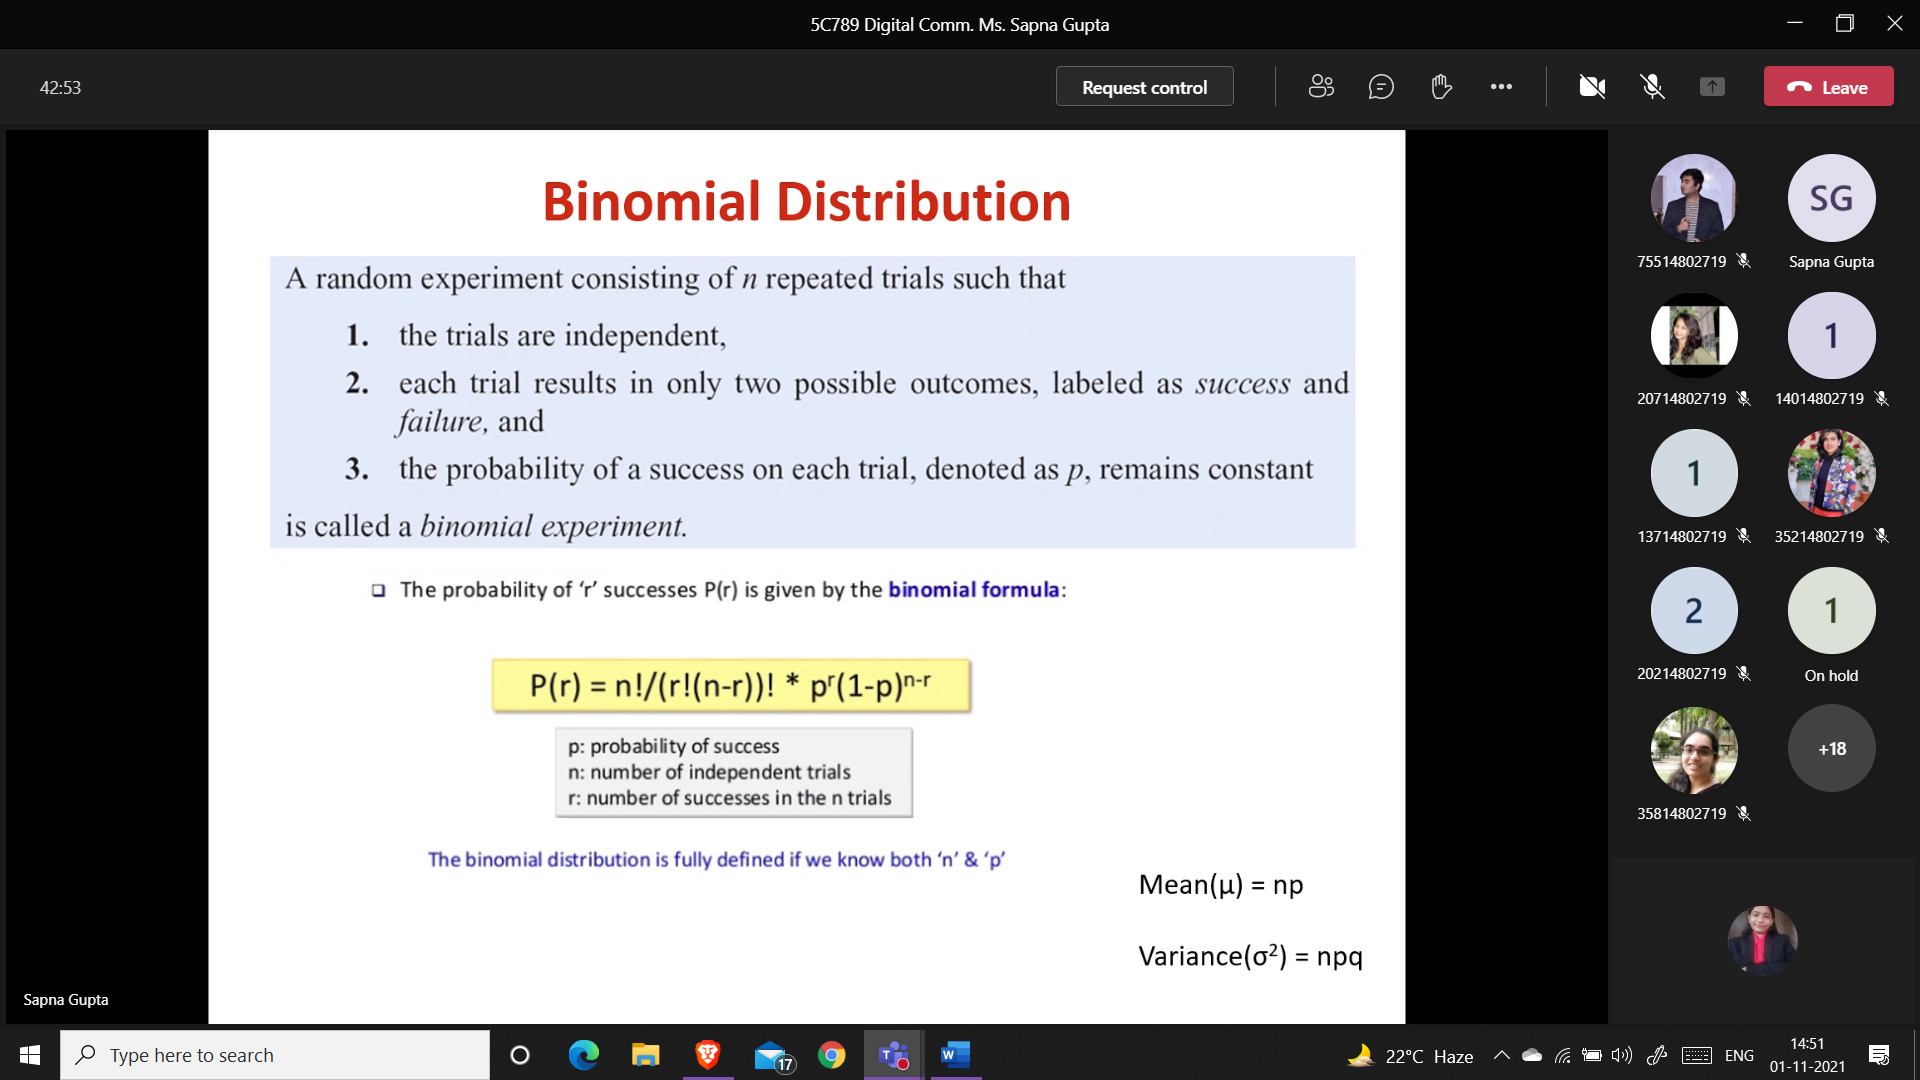 5C789 Digital Comm. Ms. Sapna Gupta
42:53
Request control
Leave
Binomial Distribution
A random experiment consisting of n repeated trials such that
1. the trials are independent,
2. each trial results in only two possible outcomes, labeled as success and
failure, and
3. the probability of a success on each trial, denoted as p, remains constant
is called a binomial experiment.
❑ The probability of ‘r’ successes P(r) is given by the binomial formula:
P(r) = n!/(r!(n-r))! * pʳ(1-p)ⁿ⁻ʳ
p: probability of success
n: number of independent trials
r: number of successes in the n trials
The binomial distribution is fully defined if we know both ‘n’ & ‘p’
Mean(μ) = np
Variance(σ²) = npq
Sapna Gupta
SG
75514802719
Sapna Gupta
1
20714802719
14014802719
1
13714802719
35214802719
2
1
20214802719
On hold
+18
35814802719
Type here to search
17
22°C Haze
ENG
14:51
01-11-2021